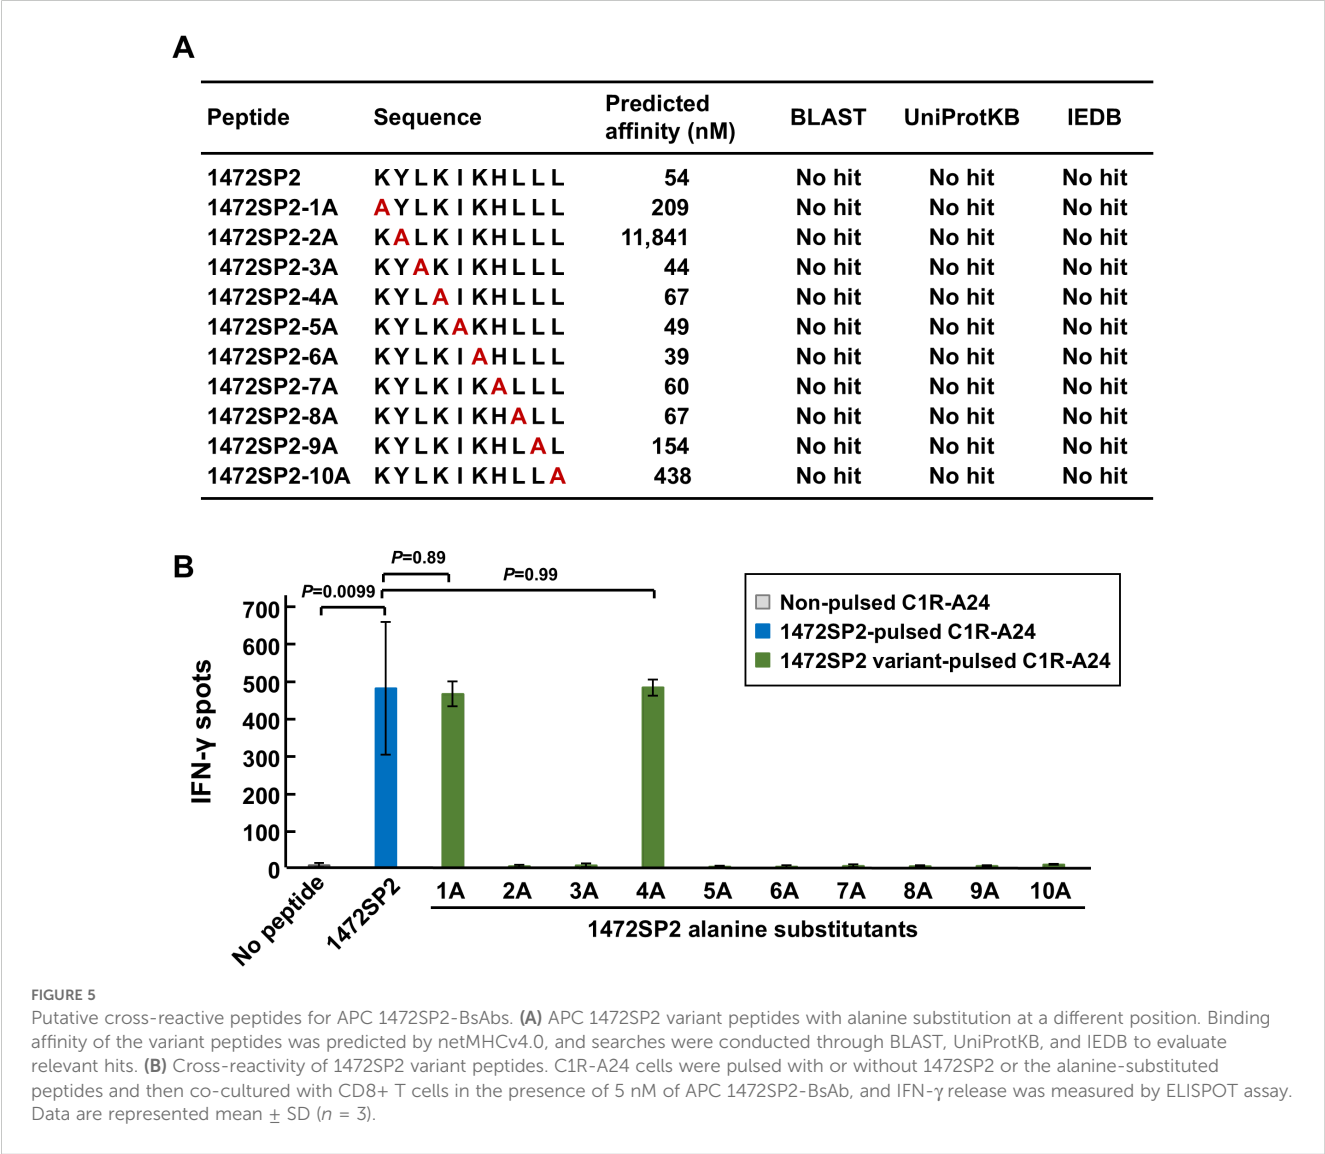 A
Peptide Sequence Predicted affinity (nM) BLAST UniProtKB IEDB
1472SP2 K Y L K I K H L L L 54 No hit No hit No hit
1472SP2-1A A Y L K I K H L L L 209 No hit No hit No hit
1472SP2-2A K A L K I K H L L L 11,841 No hit No hit No hit
1472SP2-3A K Y A K I K H L L L 44 No hit No hit No hit
1472SP2-4A K Y L A I K H L L L 67 No hit No hit No hit
1472SP2-5A K Y L K A K H L L L 49 No hit No hit No hit
1472SP2-6A K Y L K I A H L L L 39 No hit No hit No hit
1472SP2-7A K Y L K I K A L L L 60 No hit No hit No hit
1472SP2-8A K Y L K I K H A L L 67 No hit No hit No hit
1472SP2-9A K Y L K I K H L A L 154 No hit No hit No hit
1472SP2-10A K Y L K I K H L L A 438 No hit No hit No hit
B
P=0.89
P=0.99
P=0.0099
Non-pulsed C1R-A24
1472SP2-pulsed C1R-A24
1472SP2 variant-pulsed C1R-A24
IFN-γ spots
700
600
500
400
300
200
100
0
No peptide 1472SP2 1A 2A 3A 4A 5A 6A 7A 8A 9A 10A
1472SP2 alanine substitutants
FIGURE 5
Putative cross-reactive peptides for APC 1472SP2-BsAbs. (A) APC 1472SP2 variant peptides with alanine substitution at a different position. Binding
affinity of the variant peptides was predicted by netMHCv4.0, and searches were conducted through BLAST, UniProtKB, and IEDB to evaluate
relevant hits. (B) Cross-reactivity of 1472SP2 variant peptides. C1R-A24 cells were pulsed with or without 1472SP2 or the alanine-substituted
peptides and then co-cultured with CD8+ T cells in the presence of 5 nM of APC 1472SP2-BsAb, and IFN-γ release was measured by ELISPOT assay.
Data are represented mean ± SD (n = 3).